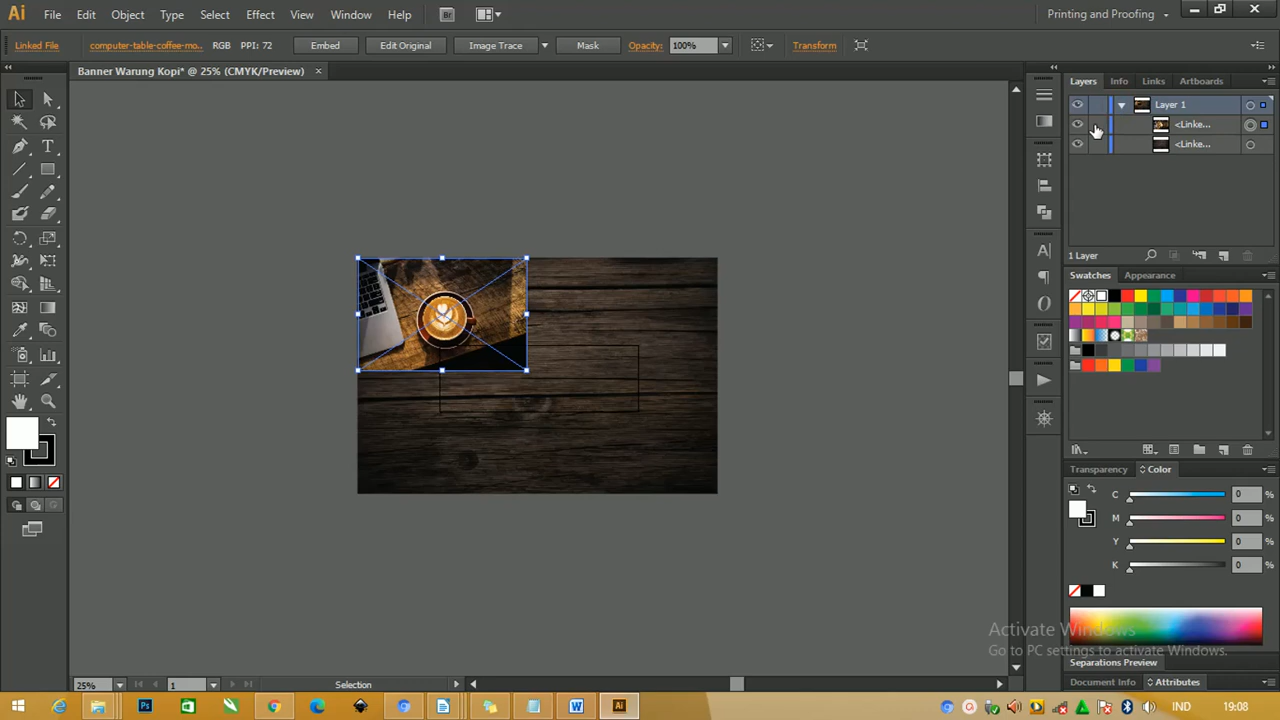 Ai File Edit Object Type Select Effect View Window Help Br Printing and Proofing
Linked File computer-table-coffee-mo... RGB PPI: 72 Embed Edit Original Image Trace Mask Opacity: 100% Transform
Banner Warung Kopi* @ 25% (CMYK/Preview) ×
Layers Info Links Artboards
Layer 1
<Linke...
<Linke...
1 Layer
Swatches Appearance
Transparency Color
C 0 %
M 0 %
Y 0 %
K 0 %
Activate Windows
Go to PC settings to activate Windows.
Separations Preview
Document Info Attributes
25% 1 Selection
Ps W Ai IND 19:08